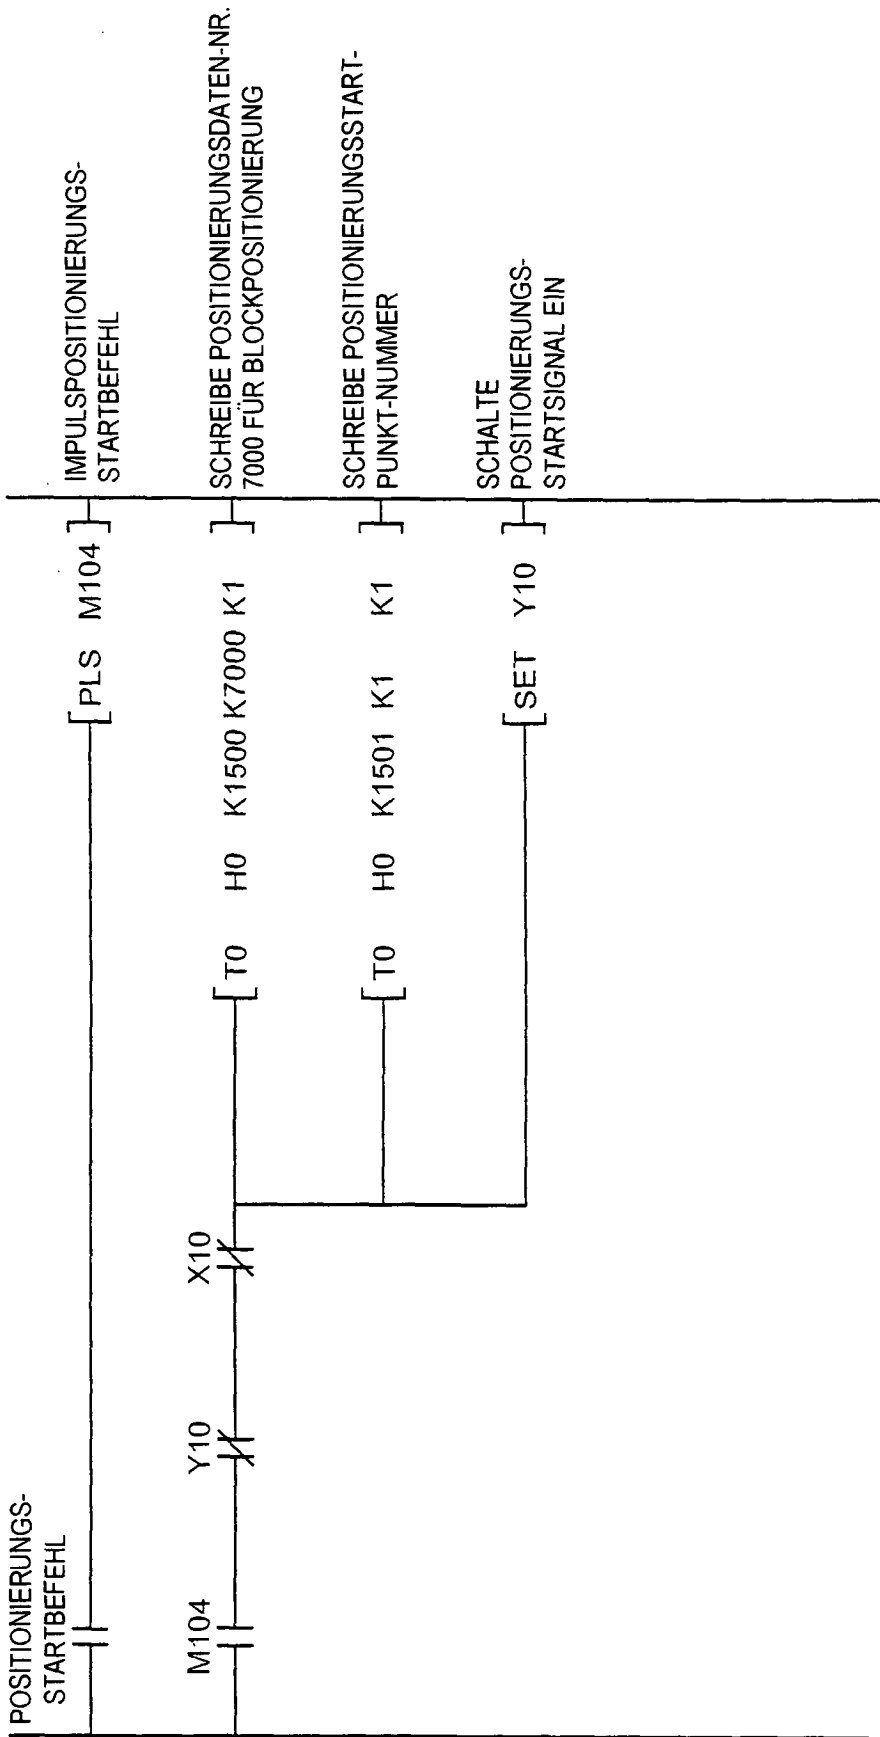 POSITIONIERUNGS-
STARTBEFEHL
[ PLS M104 ]
IMPULSPOSITIONIERUNGS-
STARTBEFEHL
M104
Y10
X10
[ T0 H0 K1500 K7000 K1 ]
SCHREIBE POSITIONIERUNGSDATEN-NR.
7000 FÜR BLOCKPOSITIONIERUNG
[ T0 H0 K1501 K1 K1 ]
SCHREIBE POSITIONIERUNGSSTART-
PUNKT-NUMMER
[ SET Y10 ]
SCHALTE
POSITIONIERUNGS-
STARTSIGNAL EIN